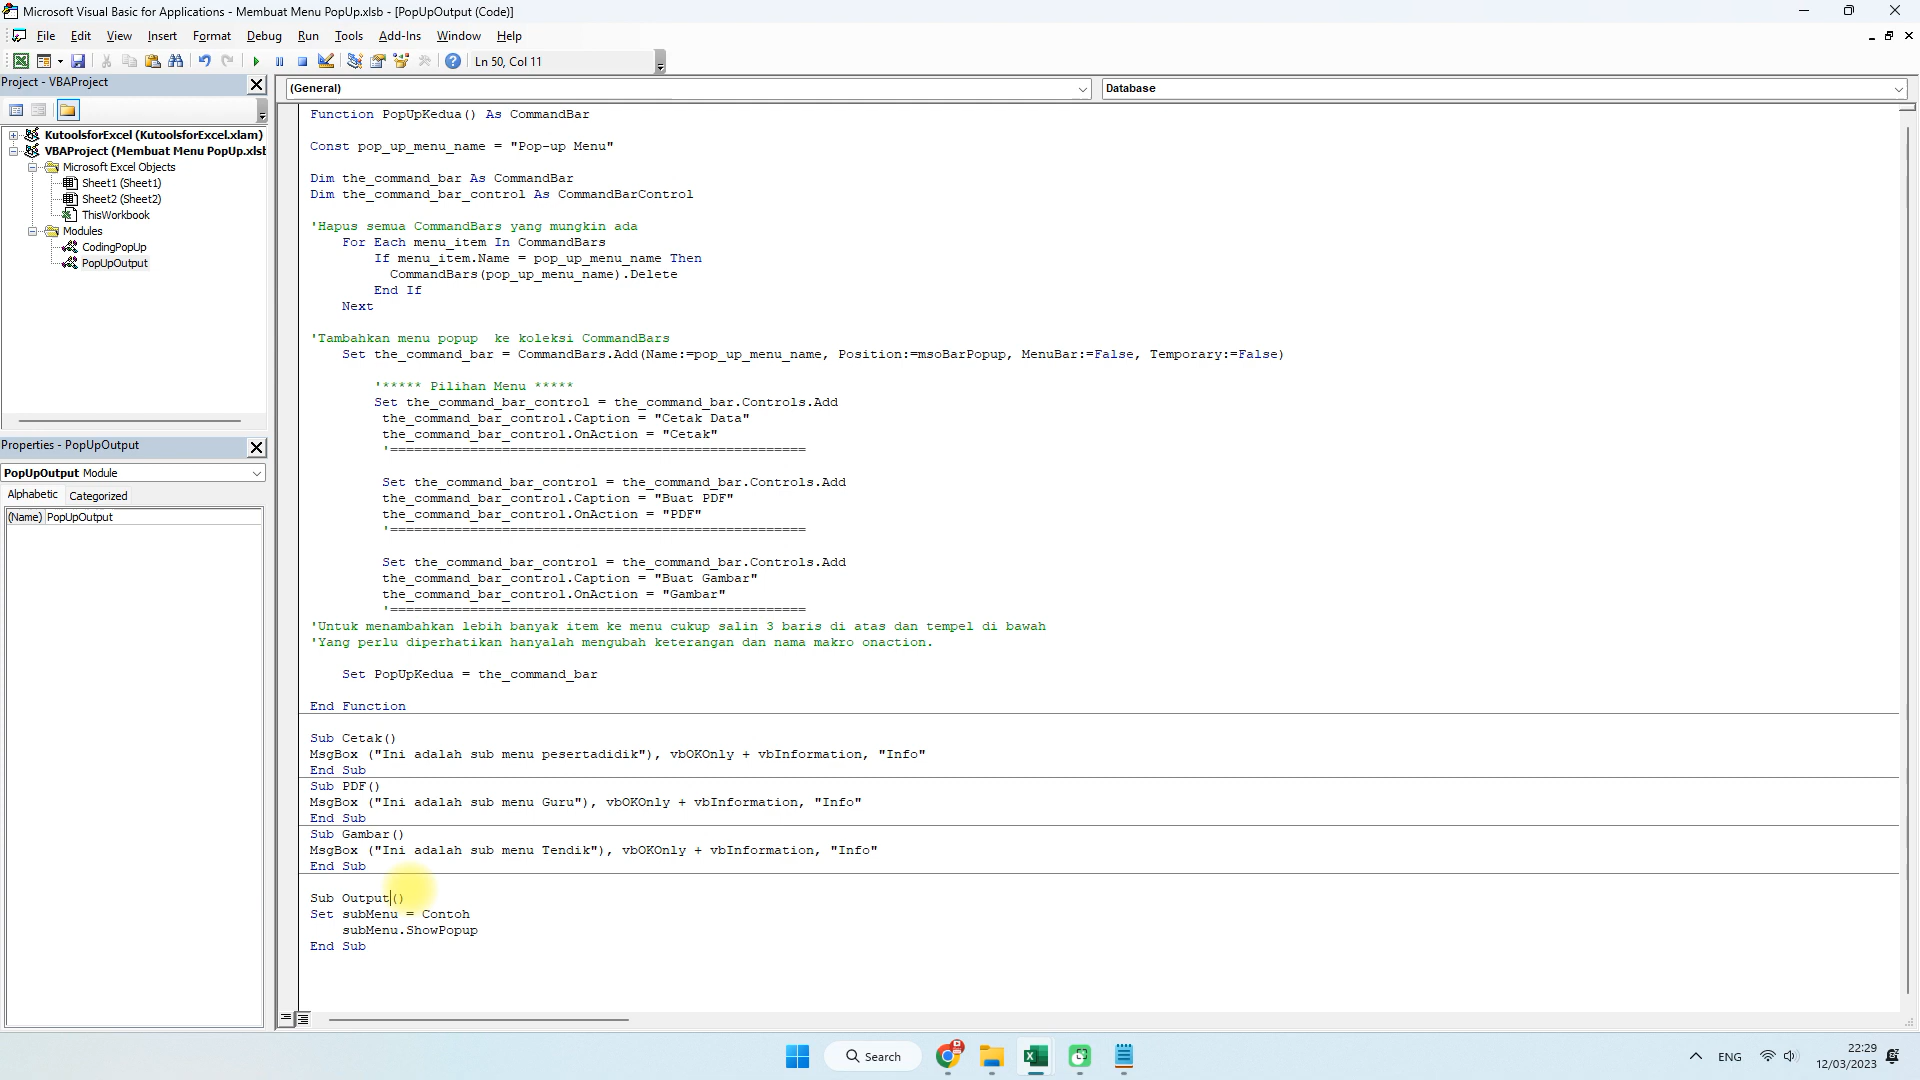 Microsoft Visual Basic for Applications - Membuat Menu PopUp.xlsb - [PopUpOutput (Code)]
File Edit View Insert Format Debug Run Tools Add-Ins Window Help
Ln 50, Col 11
Project - VBAProject
KutoolsforExcel (KutoolsforExcel.xlam)
VBAProject (Membuat Menu PopUp.xlsb
Microsoft Excel Objects
Sheet1 (Sheet1)
Sheet2 (Sheet2)
ThisWorkbook
Modules
CodingPopUp
PopUpOutput
Properties - PopUpOutput
PopUpOutput Module
Alphabetic Categorized
(Name) PopUpOutput
(General) Database
Function PopUpKedua() As CommandBar
Const pop_up_menu_name = "Pop-up Menu"
Dim the_command_bar As CommandBar
Dim the_command_bar_control As CommandBarControl
'Hapus semua CommandBars yang mungkin ada
For Each menu_item In CommandBars
If menu_item.Name = pop_up_menu_name Then
CommandBars(pop_up_menu_name).Delete
End If
Next
'Tambahkan menu popup  ke koleksi CommandBars
Set the_command_bar = CommandBars.Add(Name:=pop_up_menu_name, Position:=msoBarPopup, MenuBar:=False, Temporary:=False)
'***** Pilihan Menu *****
Set the_command_bar_control = the_command_bar.Controls.Add
the_command_bar_control.Caption = "Cetak Data"
the_command_bar_control.OnAction = "Cetak"
'====================================================
Set the_command_bar_control = the_command_bar.Controls.Add
the_command_bar_control.Caption = "Buat PDF"
the_command_bar_control.OnAction = "PDF"
'====================================================
Set the_command_bar_control = the_command_bar.Controls.Add
the_command_bar_control.Caption = "Buat Gambar"
the_command_bar_control.OnAction = "Gambar"
'====================================================
'Untuk menambahkan lebih banyak item ke menu cukup salin 3 baris di atas dan tempel di bawah
'Yang perlu diperhatikan hanyalah mengubah keterangan dan nama makro onaction.
Set PopUpKedua = the_command_bar
End Function
Sub Cetak()
MsgBox ("Ini adalah sub menu pesertadidik"), vbOKOnly + vbInformation, "Info"
End Sub
Sub PDF()
MsgBox ("Ini adalah sub menu Guru"), vbOKOnly + vbInformation, "Info"
End Sub
Sub Gambar()
MsgBox ("Ini adalah sub menu Tendik"), vbOKOnly + vbInformation, "Info"
End Sub
Sub Output()
Set subMenu = Contoh
subMenu.ShowPopup
End Sub
Search
ENG
22:29
12/03/2023